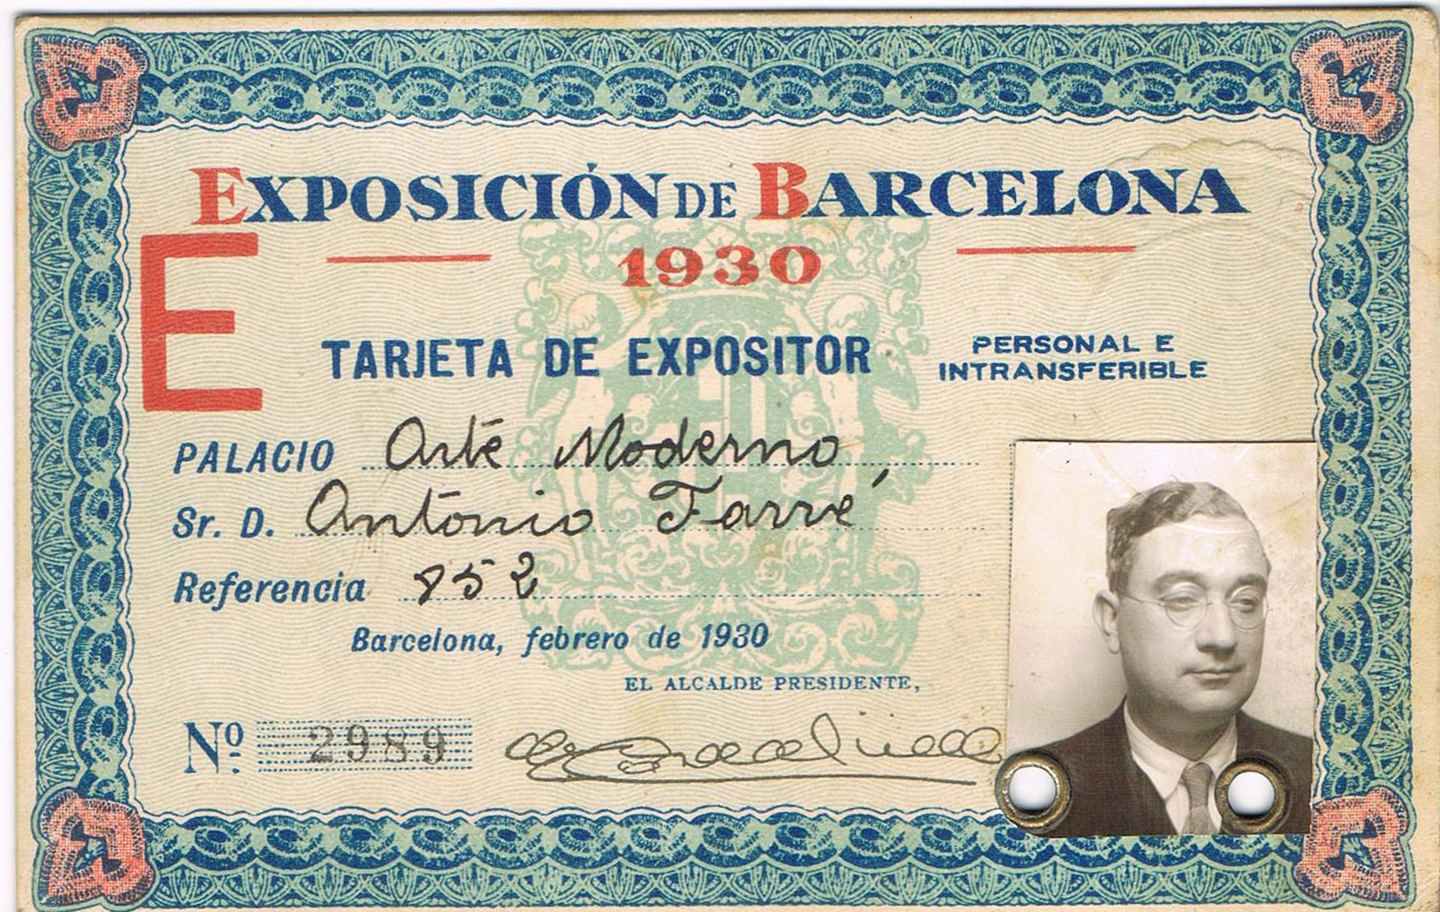 EXPOSICIÓN DE BARCELONA
1930
E
TARJETA DE EXPOSITOR
PERSONAL E
INTRANSFERIBLE
PALACIO Arte Moderno,
Sr. D. Antonio Farré
Referencia 852
Barcelona, febrero de 1930
EL ALCALDE PRESIDENTE,
Nº 2989